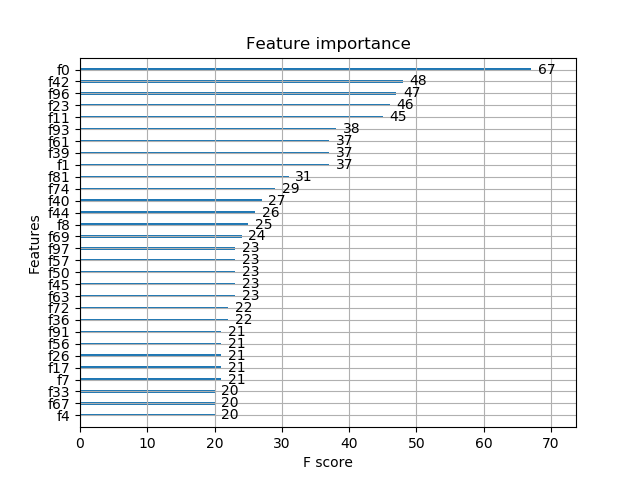 Feature importance
f0 67
f42 48
f96 47
f23 46
f11 45
f93 38
f61 37
f39 37
f1 37
f81 31
f74 29
f40 27
f44 26
f8 25
f69 24
f97 23
f57 23
f50 23
f45 23
f63 23
f72 22
f36 22
f91 21
f56 21
f26 21
f17 21
f7 21
f33 20
f67 20
f4 20
Features
0 10 20 30 40 50 60 70
F score